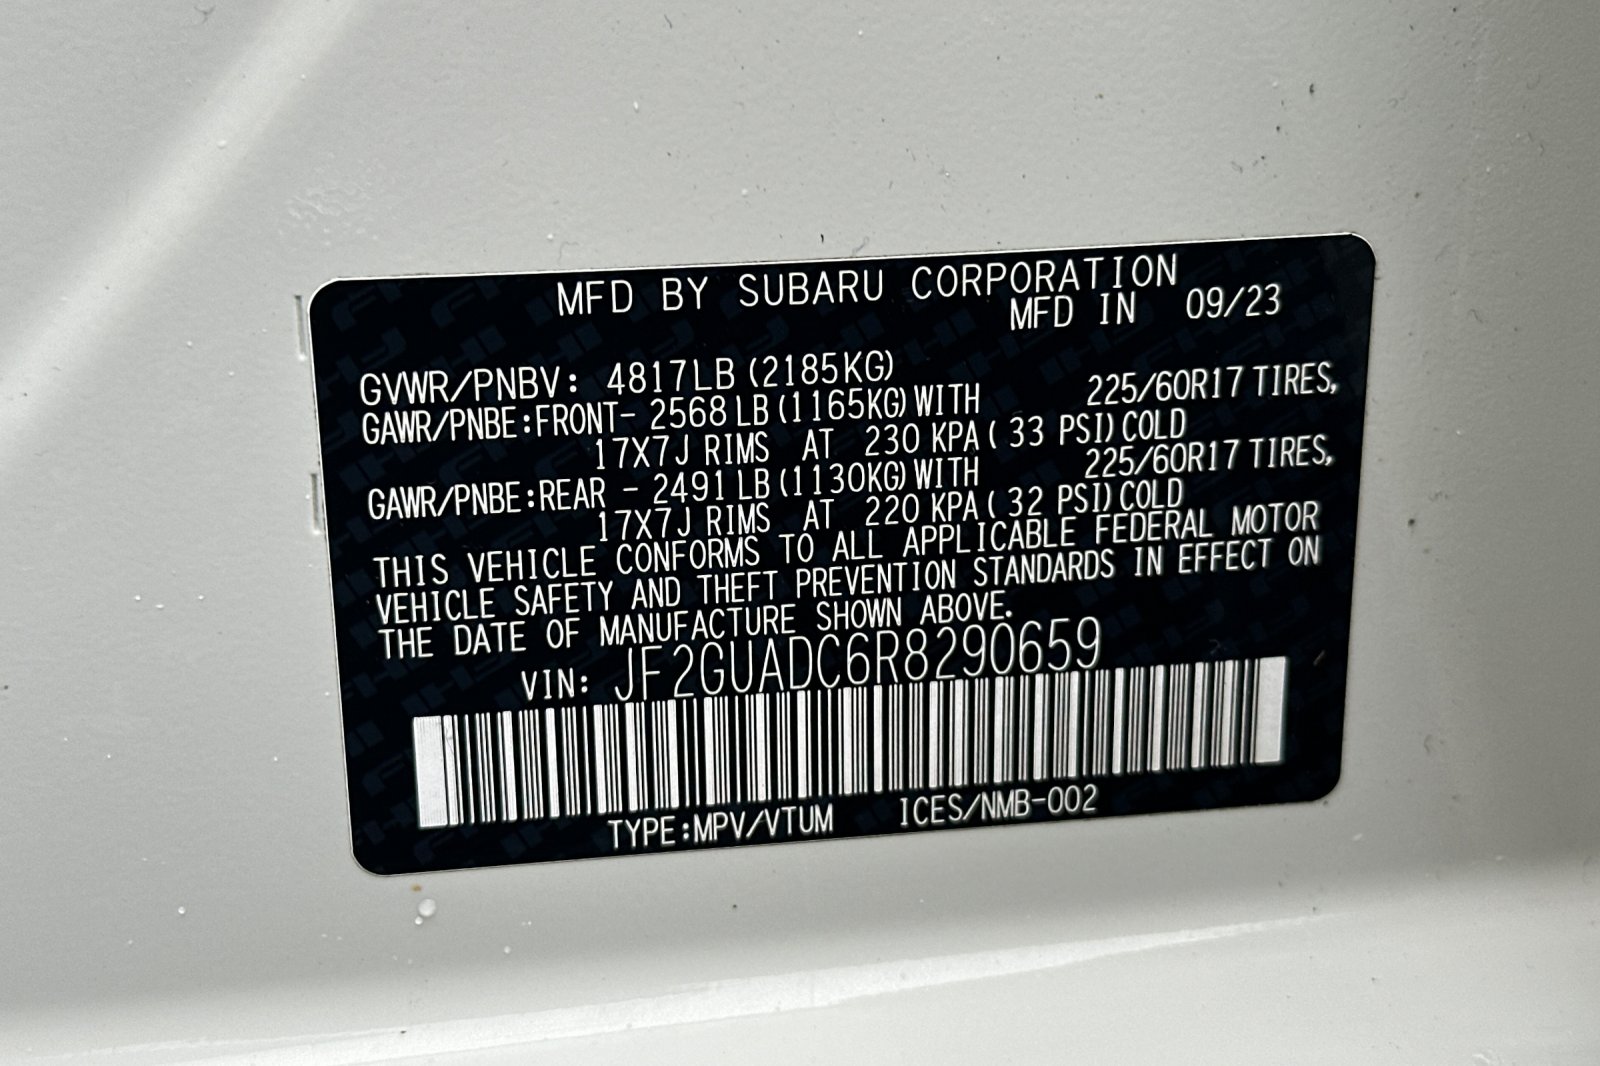 MFD BY SUBARU CORPORATION
MFD IN 09/23
GVWR/PNBV: 4817LB (2185KG)
GAWR/PNBE:FRONT- 2568 LB (1165KG) WITH 225/60R17 TIRES,
17X7J RIMS AT 230 KPA( 33 PSI) COLD
GAWR/PNBE:REAR - 2491 LB (1130KG) WITH 225/60R17 TIRES,
17X7J RIMS AT 220 KPA( 32 PSI) COLD
THIS VEHICLE CONFORMS TO ALL APPLICABLE FEDERAL MOTOR
VEHICLE SAFETY AND THEFT PREVENTION STANDARDS IN EFFECT ON
THE DATE OF MANUFACTURE SHOWN ABOVE.
VIN: JF2GUADC6R8290659
TYPE:MPV/VTUM ICES/NMB-002